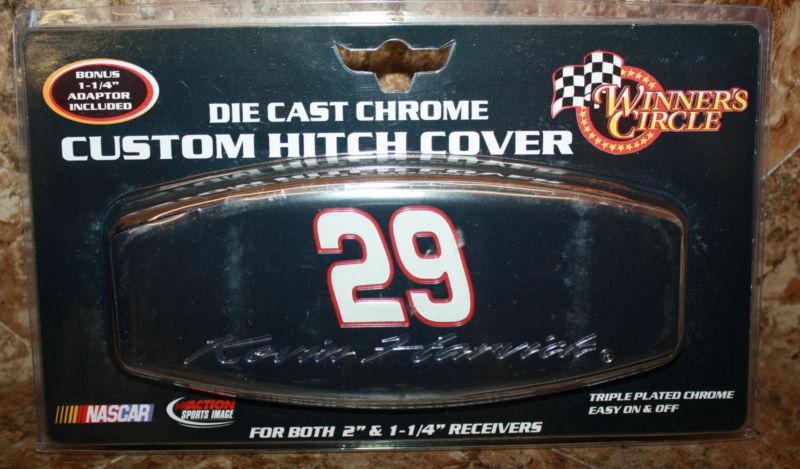 BONUS
1-1/4"
ADAPTOR
INCLUDED
DIE CAST CHROME
CUSTOM HITCH COVER
WINNER'S
CIRCLE
29
Kevin Harvick ®
NASCAR
ACTION
SPORTS IMAGE
TRIPLE PLATED CHROME
EASY ON & OFF
FOR BOTH 2" & 1-1/4" RECEIVERS